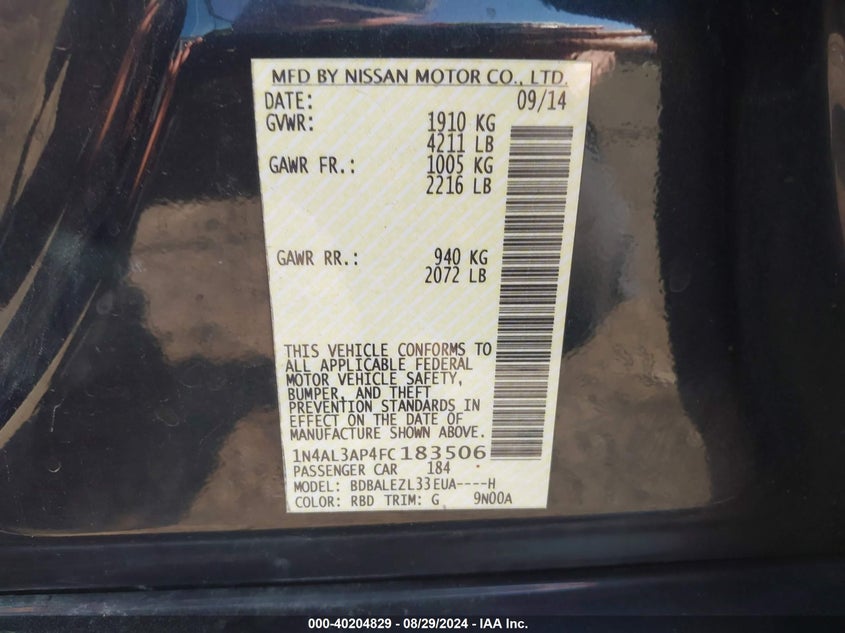 MFD BY NISSAN MOTOR CO., LTD.
DATE: 09/14
GVWR: 1910 KG
4211 LB
GAWR FR.: 1005 KG
2216 LB
GAWR RR.: 940 KG
2072 LB
THIS VEHICLE CONFORMS TO
ALL APPLICABLE FEDERAL
MOTOR VEHICLE SAFETY,
BUMPER, AND THEFT
PREVENTION STANDARDS IN
EFFECT ON THE DATE OF
MANUFACTURE SHOWN ABOVE.
1N4AL3AP4FC183506
PASSENGER CAR 184
MODEL: BDBALEZL33EUA----H
COLOR: RBD TRIM: G 9N00A
000-40204829 - 08/29/2024 - IAA Inc.